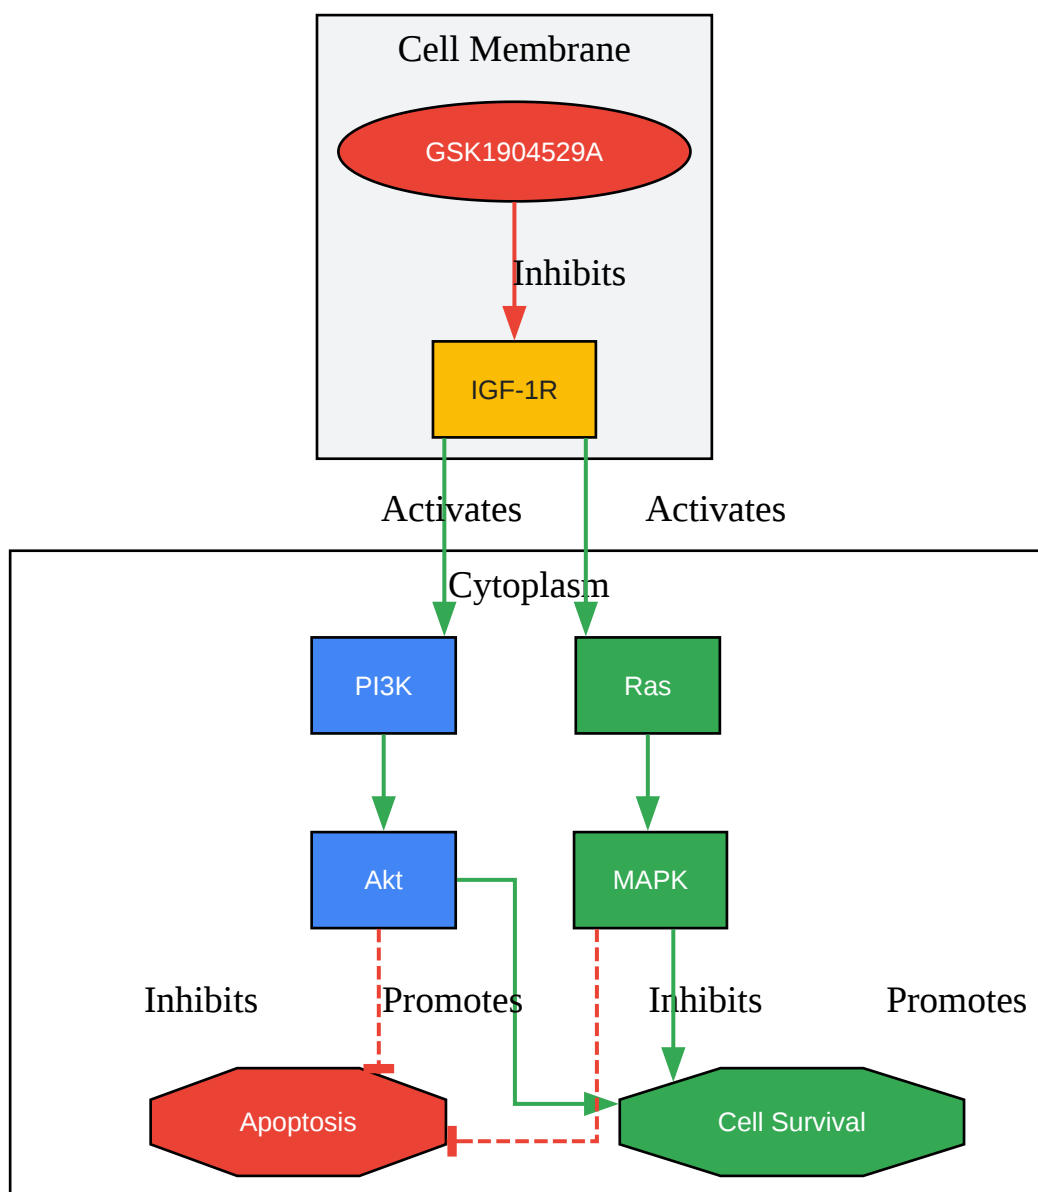 Cell Membrane
GSK1904529A
Inhibits
IGF-1R
Activates
Activates
Cytoplasm
PI3K
Ras
Akt
MAPK
Inhibits
Promotes
Inhibits
Promotes
Apoptosis
Cell Survival